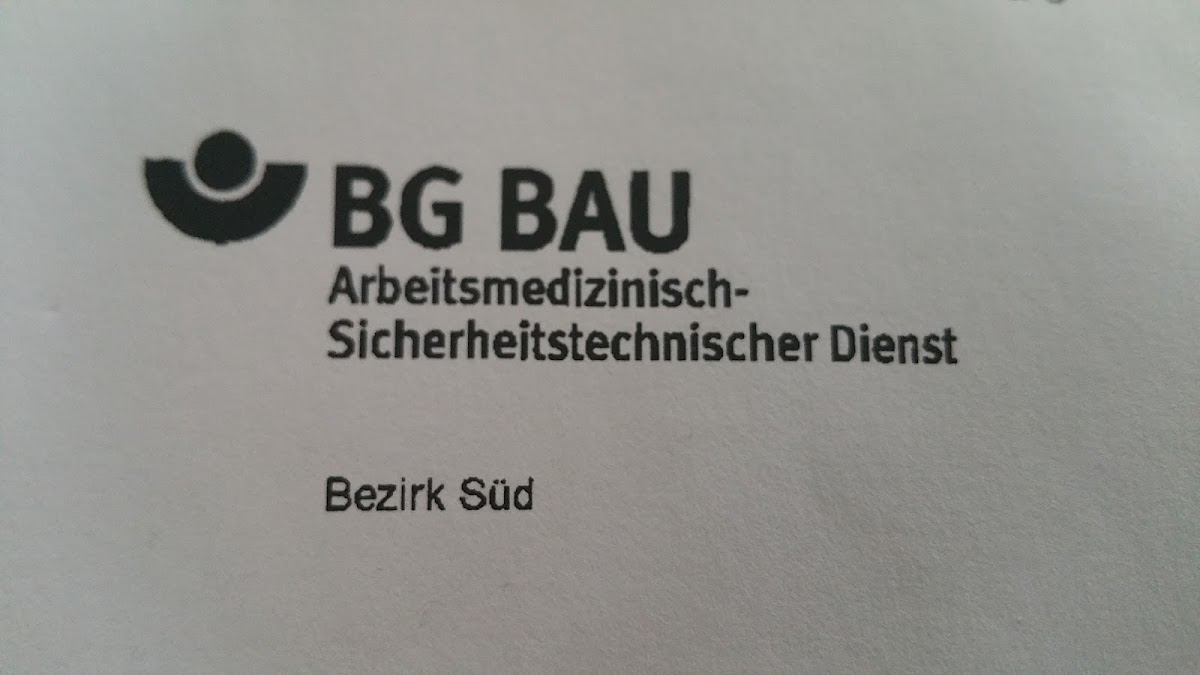 BG BAU
Arbeitsmedizinisch-
Sicherheitstechnischer Dienst
Bezirk Süd